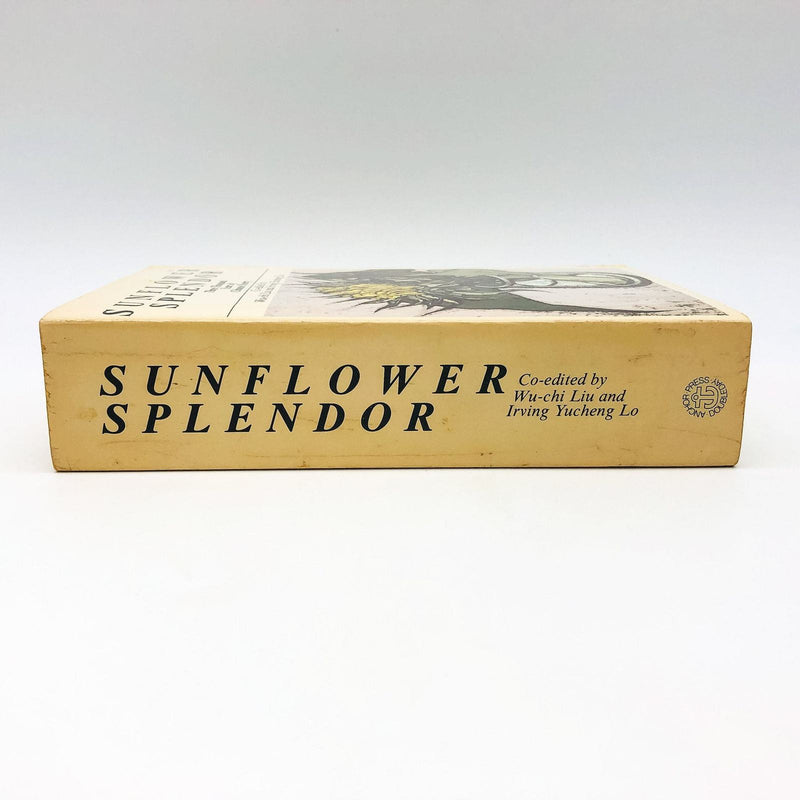 SUNFLOWER
SPLENDOR
SUNFLOWER
SPLENDOR
Co-edited by
Wu-chi Liu and
Irving Yucheng Lo
ANCHOR PRESS DOUBLEDAY